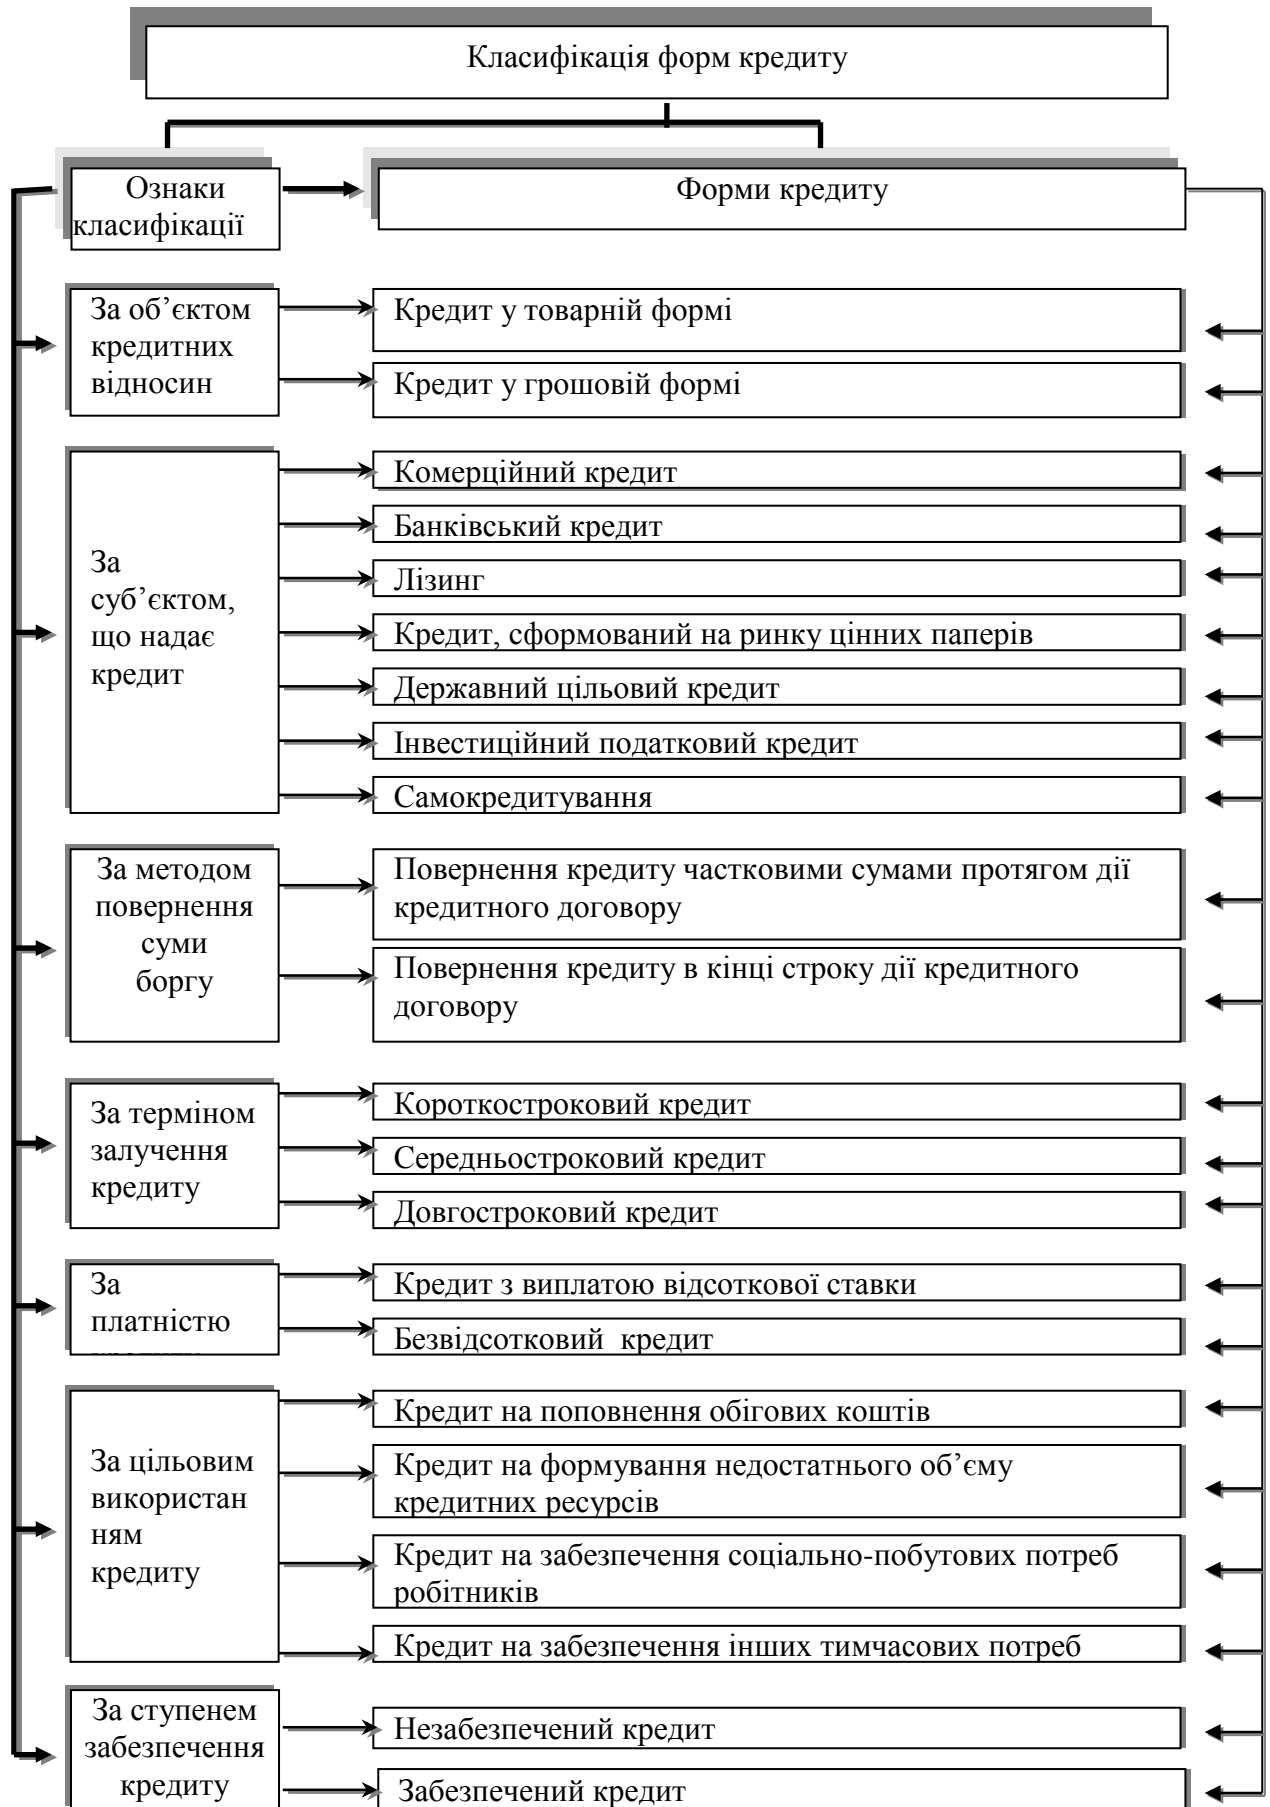 Класифікація форм кредиту
Ознаки
класифікації
Форми кредиту
За об’єктом
кредитних
відносин
Кредит у товарній формі
Кредит у грошовій формі
За
суб’єктом,
що надає
кредит
Комерційний кредит
Банківський кредит
Лізинг
Кредит, сформований на ринку цінних паперів
Державний цільовий кредит
Інвестиційний податковий кредит
Самокредитування
За методом
повернення
суми
боргу
Повернення кредиту частковими сумами протягом дії
кредитного договору
Повернення кредиту в кінці строку дії кредитного
договору
За терміном
залучення
кредиту
Короткостроковий кредит
Середньостроковий кредит
Довгостроковий кредит
За
платністю
Кредит з виплатою відсоткової ставки
Безвідсотковий кредит
За цільовим
використан
ням
кредиту
Кредит на поповнення обігових коштів
Кредит на формування недостатнього об’єму
кредитних ресурсів
Кредит на забезпечення соціально-побутових потреб
робітників
Кредит на забезпечення інших тимчасових потреб
За ступенем
забезпечення
кредиту
Незабезпечений кредит
Забезпечений кредит